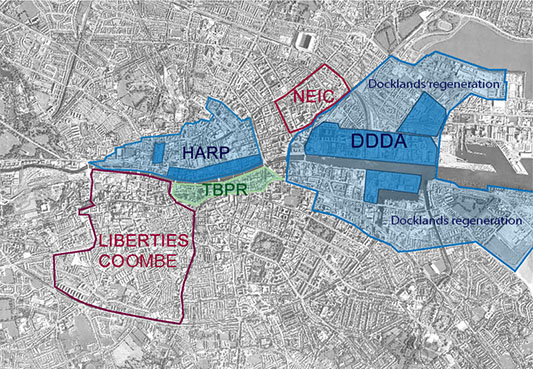 Docklands regeneration
NEIC
DDDA
HARP
TBPR
Docklands regeneration
LIBERTIES
COOMBE